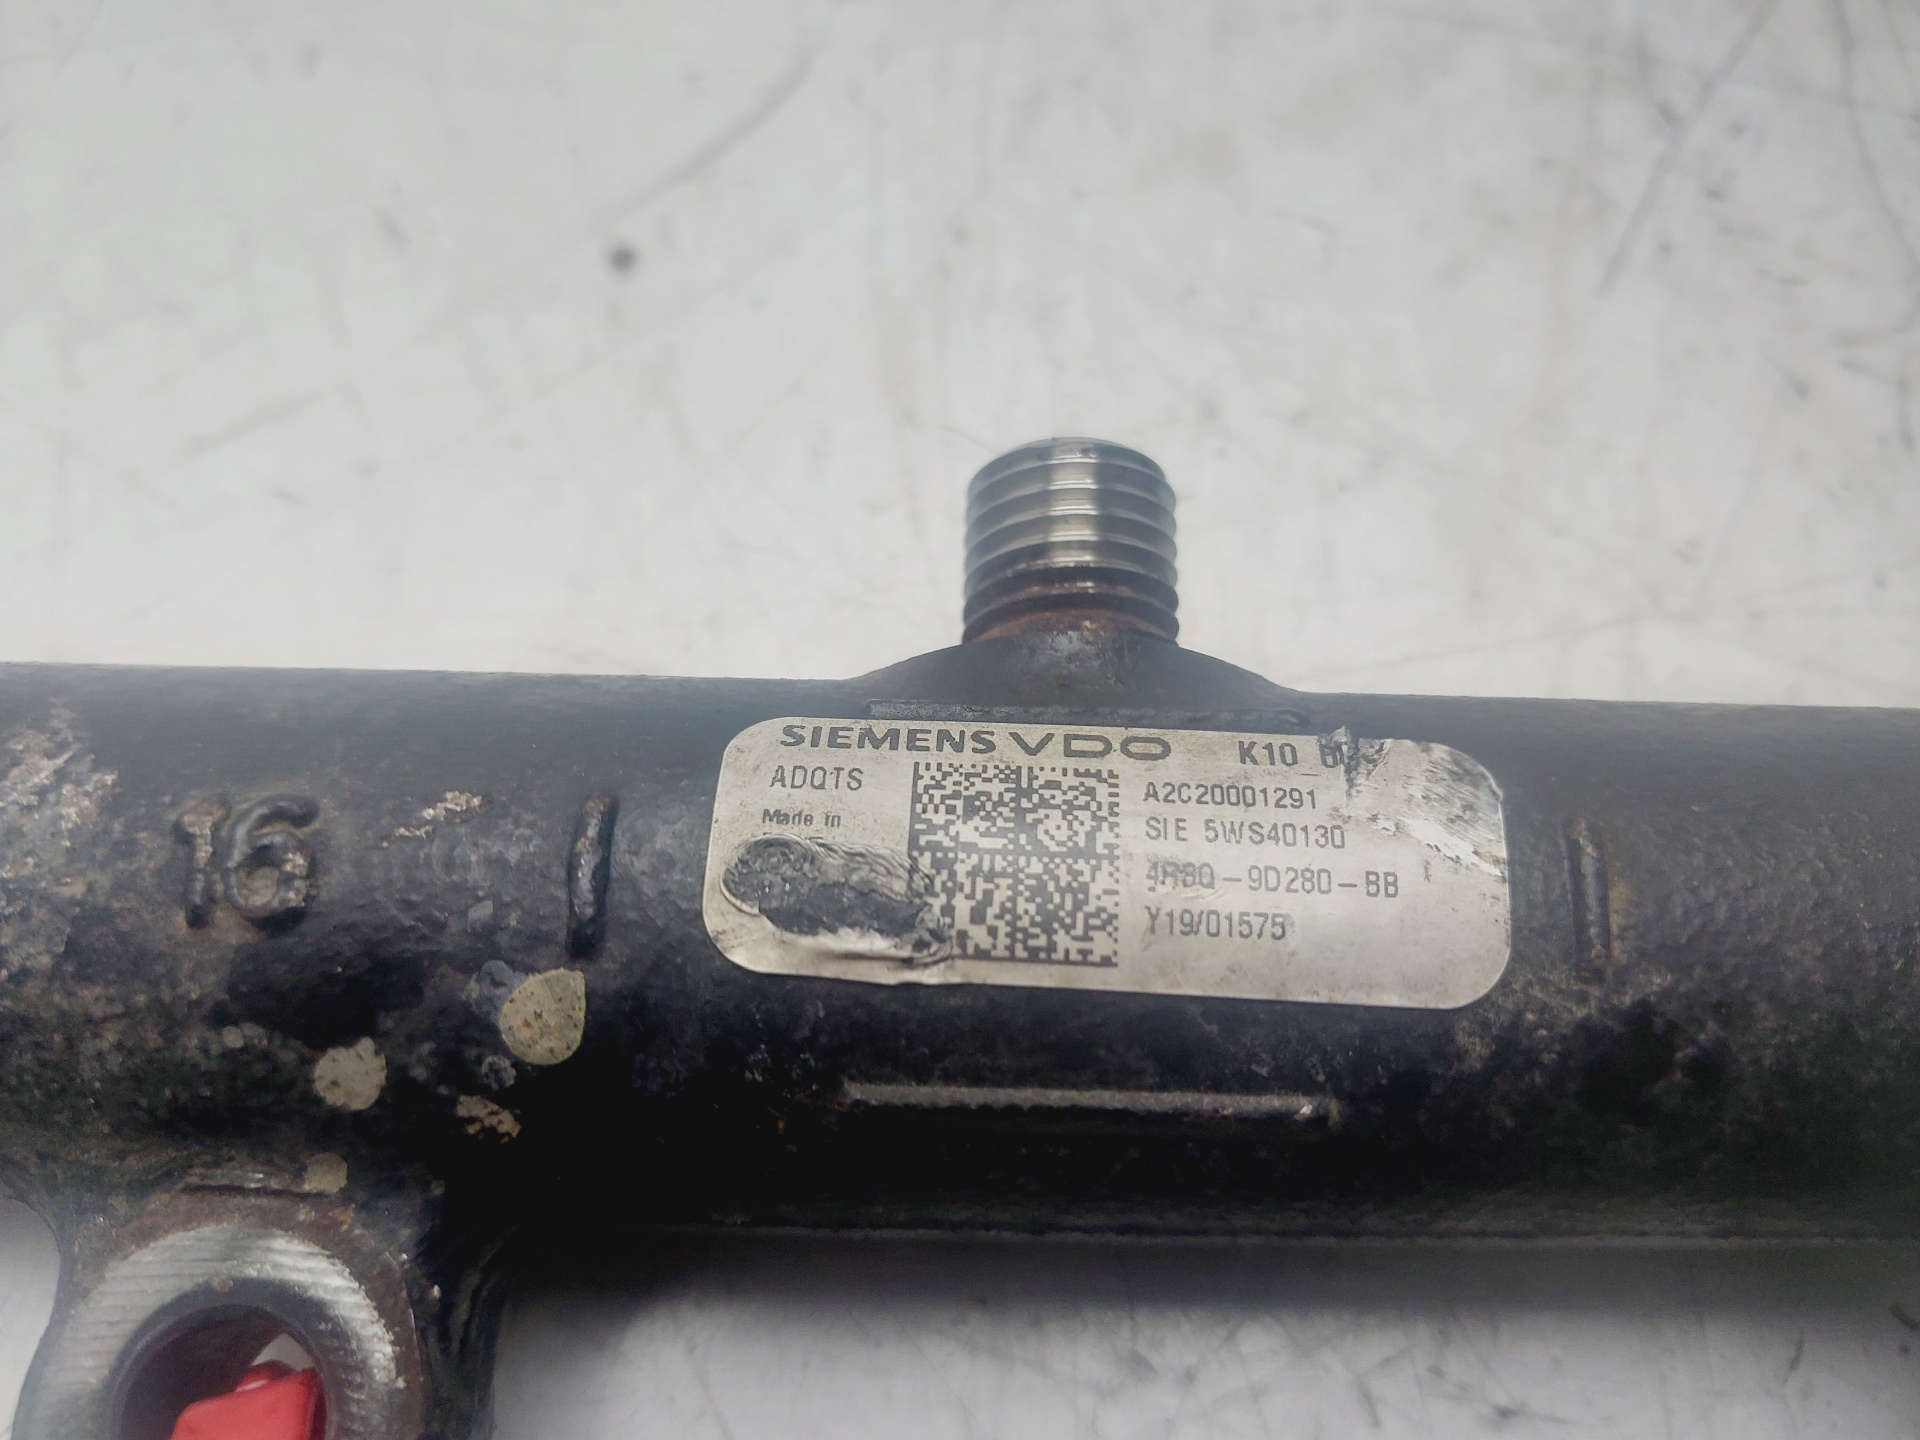 SIEMENS VDO K10
ADQTS
Made in
A2C20001291
SIE 5WS40130
-9D280-BB
Y19/01575
16